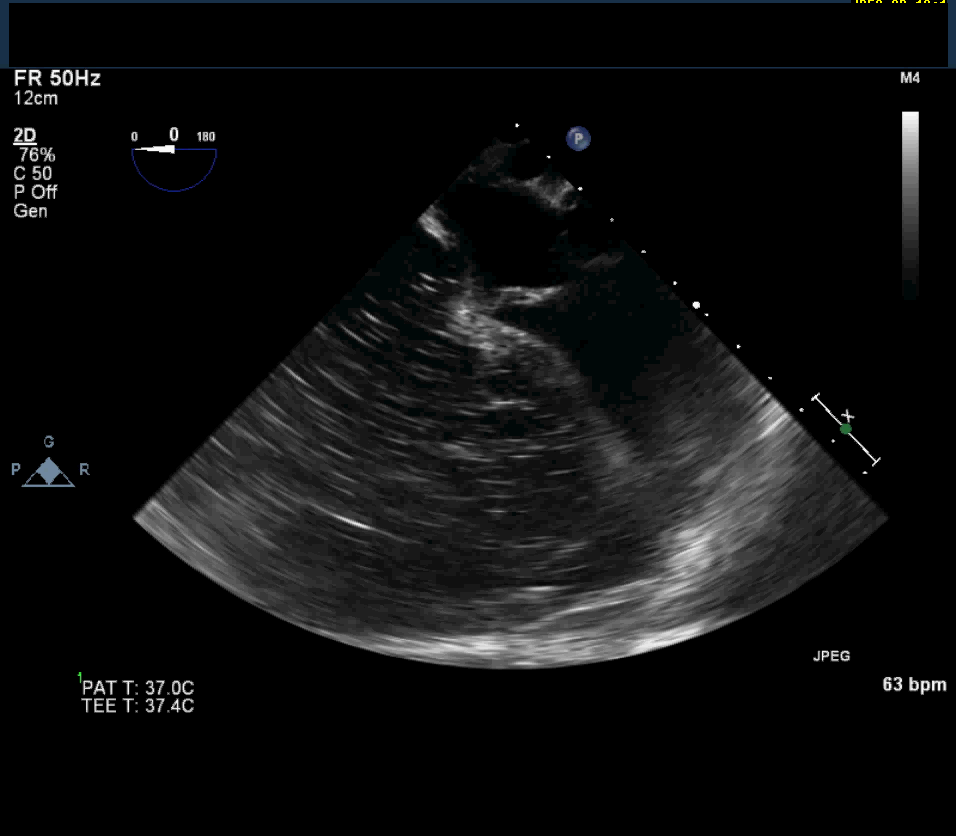 FR 50Hz
12cm
M4
2D
76%
C 50
P Off
Gen
0 0 180
P
G
P R
x
JPEG
63 bpm
1
PAT T: 37.0C
TEE T: 37.4C